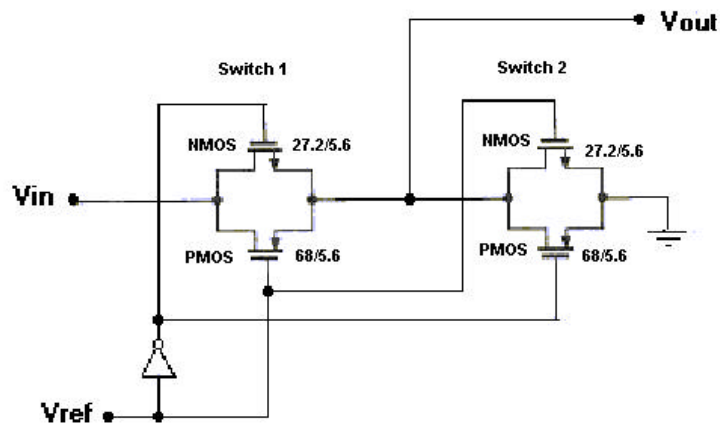 Vout
Switch 1
Switch 2
NMOS
27.2/5.6
NMOS
27.2/5.6
Vin
PMOS
68/5.6
PMOS
68/5.6
Vref